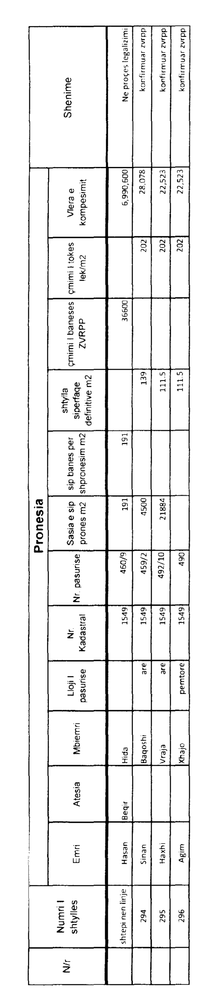 N/r
Numri I shtylles
Pronesia
Shenime
Emri
Atesia
Mbiemri
Lloji I pasurise
Nr. Kadastral
Nr. pasurise
Sasia e sip prones m2
sip banes per shpronesim m2
shtylla siperfaqe definitive m2
çmimi I baneses ZVRPP
çmimi I tokes lek/m2
Vlera e kompesimit
shtepi nen linje Hasan Beqir Hida 1549 460/9 191 191 36600 6,990,600 Ne proçes legalizimi
294 Sinan Baqoshi are 1549 459/2 4500 139 202 28,078 konfirmuar zvrpp
295 Haxhi Vraja are 1549 492/10 21884 111.5 202 22,523 konfirmuar zvrpp
296 Agim Xhajo pemtore 1549 490 111.5 202 22,523 konfirmuar zvrpp